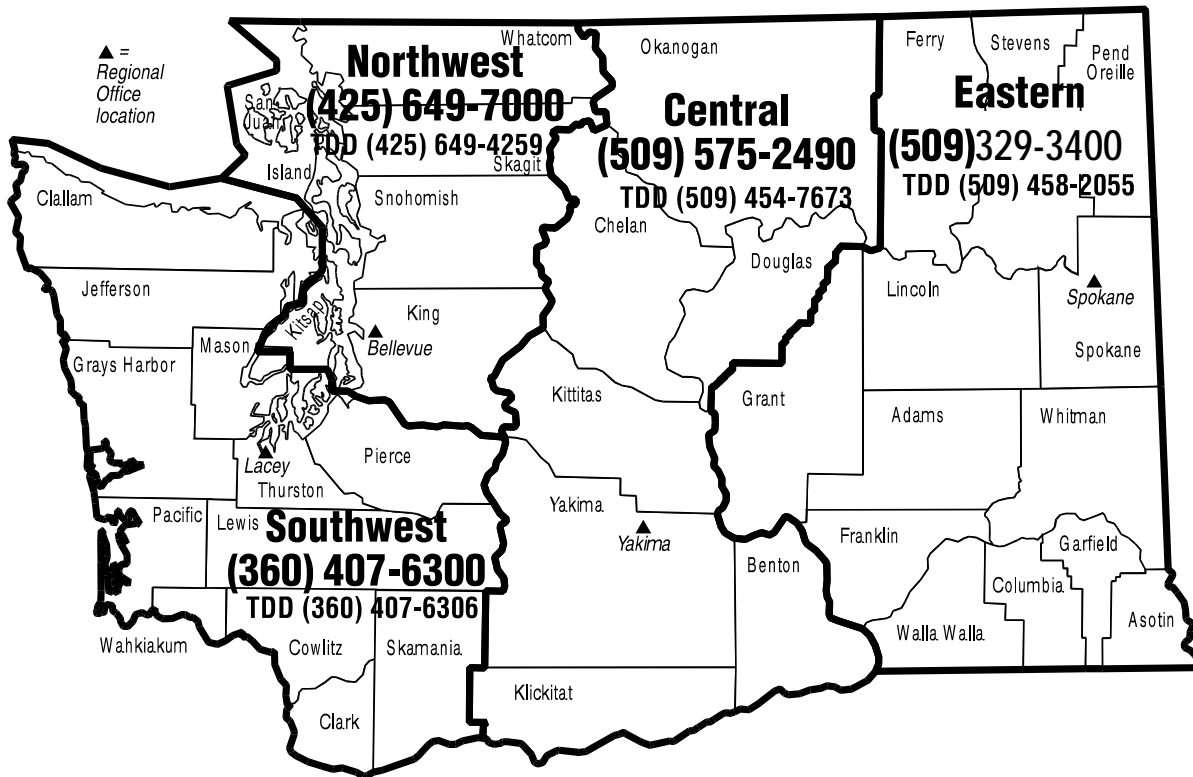 ▲ =
Regional
Office
location
Whatcom
Northwest
(425) 649-7000
TDD (425) 649-4259
San
Juan
Island
Skagit
Snohomish
King
Bellevue
Kitsap
Okanogan
Central
(509) 575-2490
TDD (509) 454-7673
Chelan
Douglas
Kittitas
Yakima
Yakima
Benton
Klickitat
Ferry
Stevens
Pend
Oreille
Eastern
(509)329-3400
TDD (509) 458-2055
Lincoln
Spokane
Spokane
Grant
Adams
Whitman
Franklin
Garfield
Columbia
Walla Walla
Asotin
Clallam
Jefferson
Mason
Grays Harbor
Lacey
Thurston
Pierce
Pacific
Lewis
Southwest
(360) 407-6300
TDD (360) 407-6306
Wahkiakum
Cowlitz
Skamania
Clark